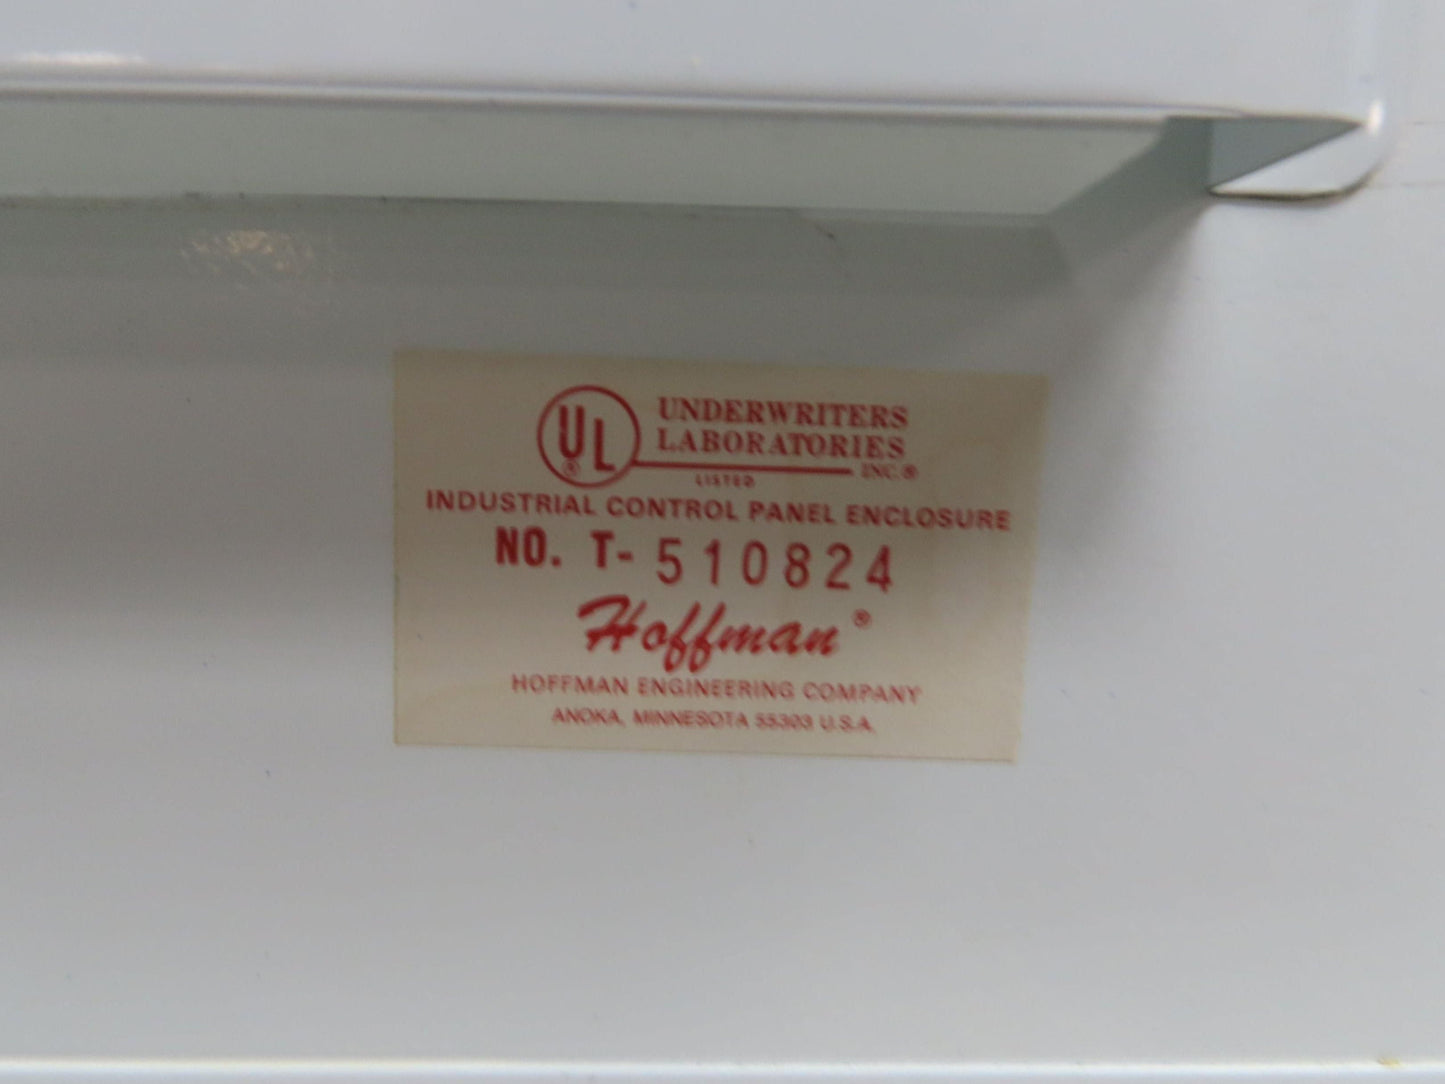 UL® UNDERWRITERS
LABORATORIES
INC.®
LISTED
INDUSTRIAL CONTROL PANEL ENCLOSURE
NO. T- 510824
Hoffman®
HOFFMAN ENGINEERING COMPANY
ANOKA, MINNESOTA 55303 U.S.A.